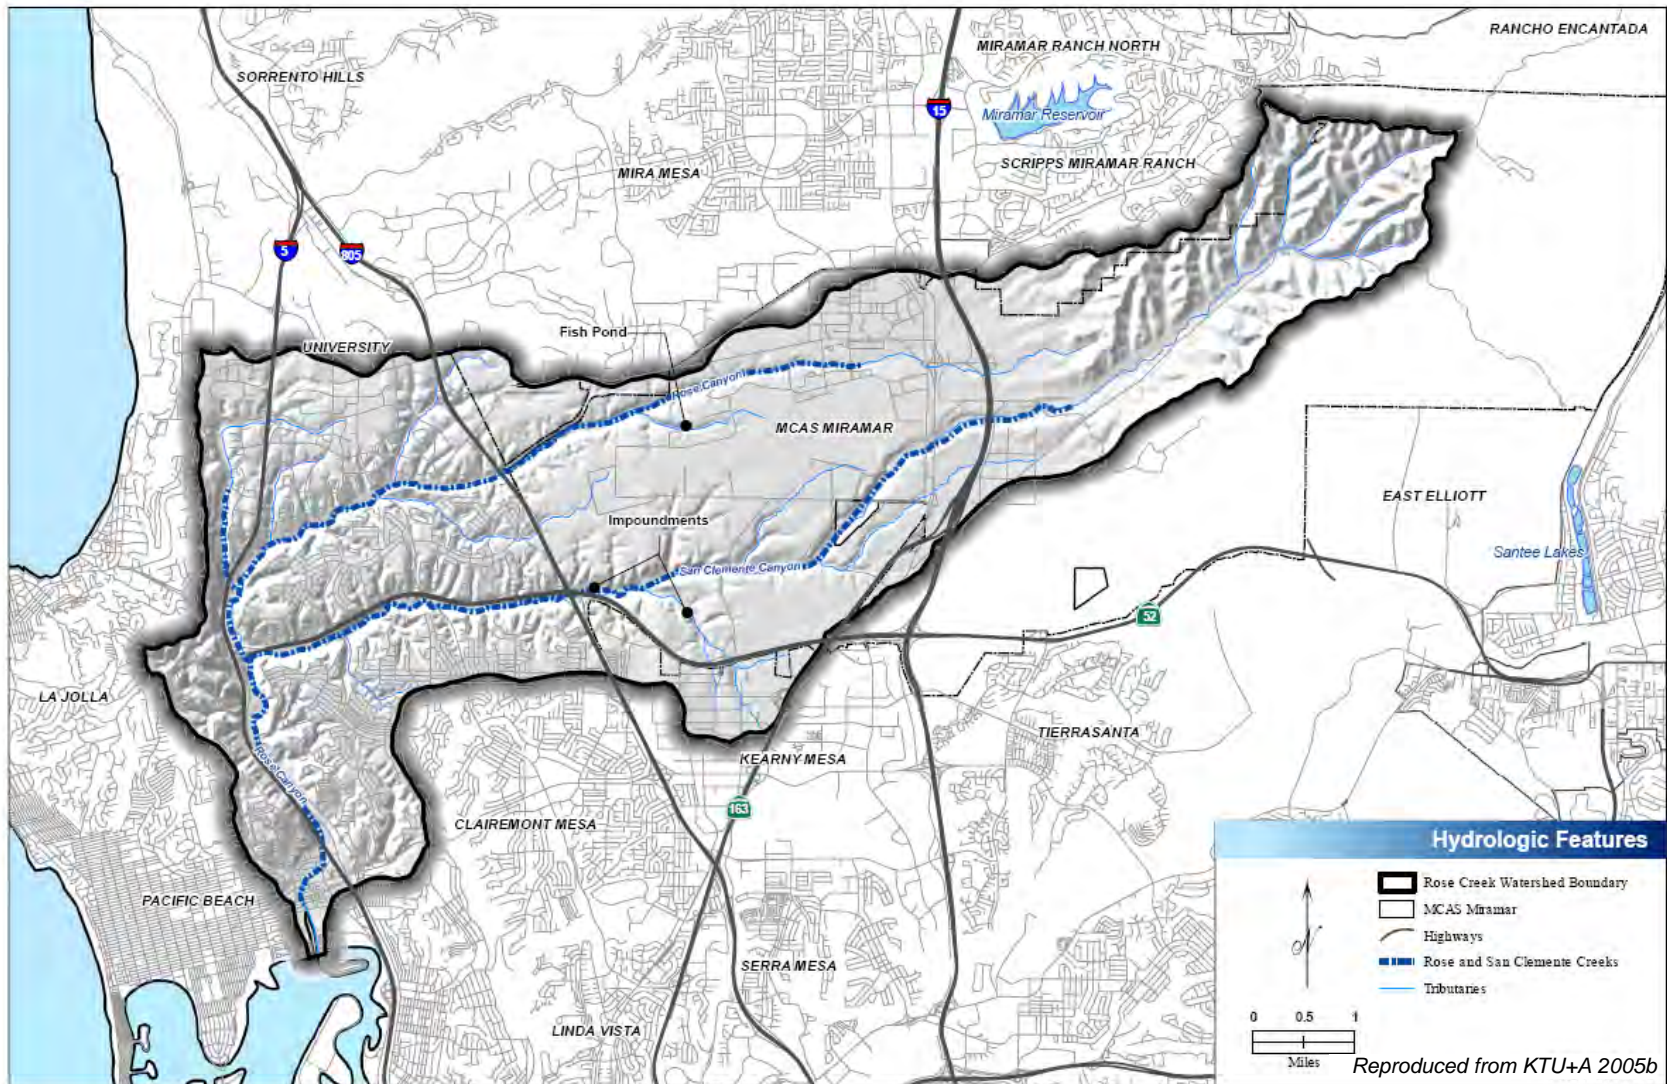 RANCHO ENCANTADA
MIRAMAR RANCH NORTH
SORRENTO HILLS
15
Miramar Reservoir
SCRIPPS MIRAMAR RANCH
MIRA MESA
5
805
Fish Pond
UNIVERSITY
Rose Canyon
MCAS MIRAMAR
EAST ELLIOTT
Impoundments
Santee Lakes
San Clemente Canyon
52
LA JOLLA
TIERRASANTA
KEARNY MESA
Rose Canyon
163
CLAIREMONT MESA
PACIFIC BEACH
SERRA MESA
LINDA VISTA
Hydrologic Features
Rose Creek Watershed Boundary
MCAS Miramar
Highways
Rose and San Clemente Creeks
Tributaries
N
0 0.5 1
Miles
Reproduced from KTU+A 2005b